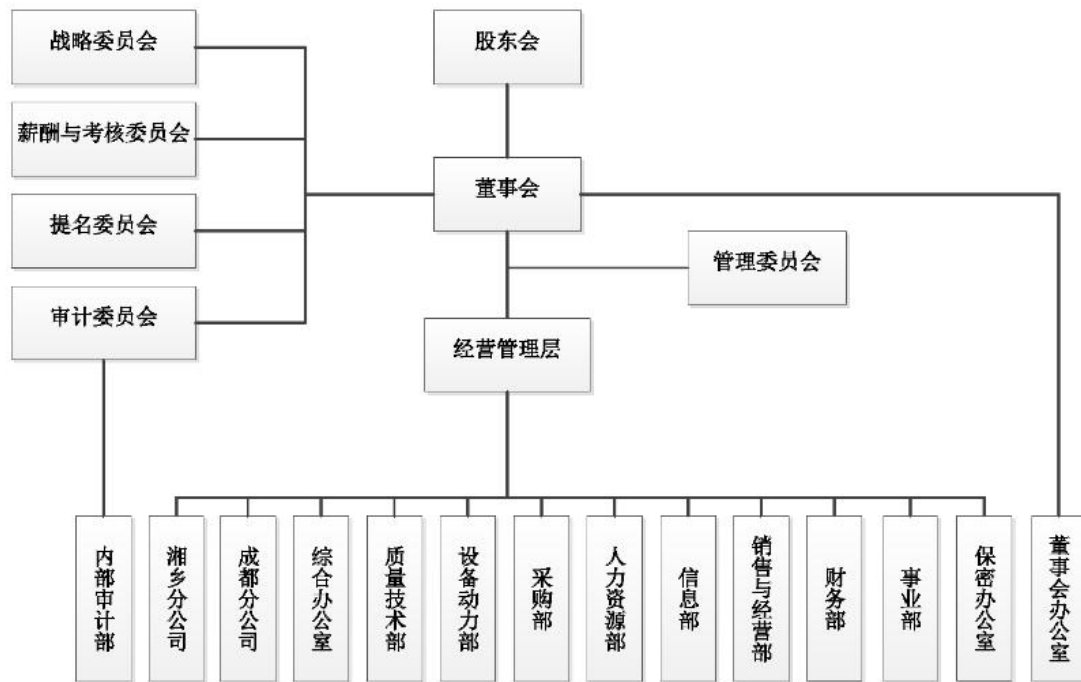 战略委员会
股东会
薪酬与考核委员会
董事会
提名委员会
管理委员会
审计委员会
经营管理层
内部审计部
湘乡分公司
成都分公司
综合办公室
质量技术部
设备动力部
采购部
人力资源部
信息部
销售与经营部
财务部
事业部
保密办公室
董事会办公室